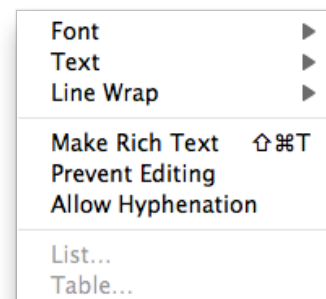 Font
Text
Line Wrap
Make Rich Text ⇧⌘T
Prevent Editing
Allow Hyphenation
List...
Table...